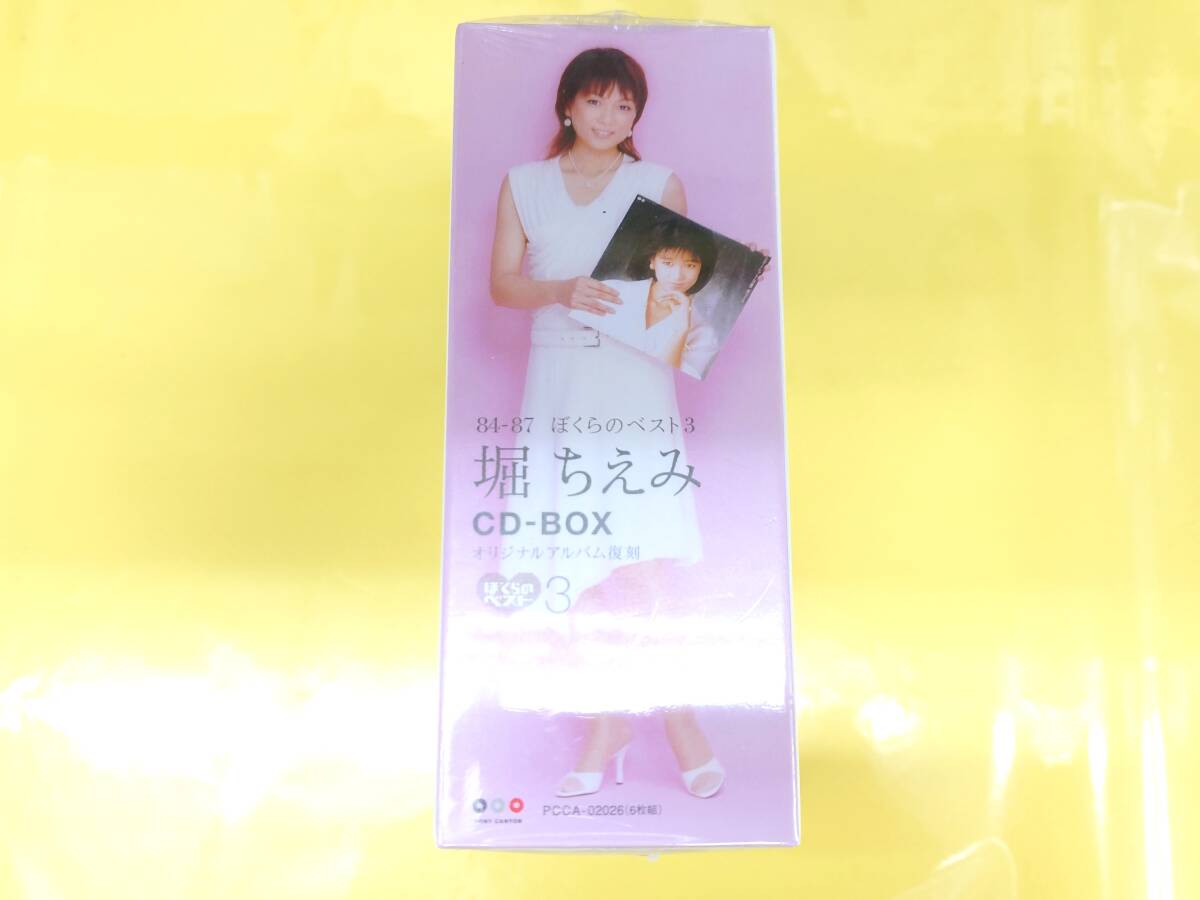 84-87 ぼくらのベスト3
堀 ちえみ
CD-BOX
オリジナルアルバム復刻
ぼくらの
ベスト 3
PONY CANYON
PCCA-02026(6枚組)